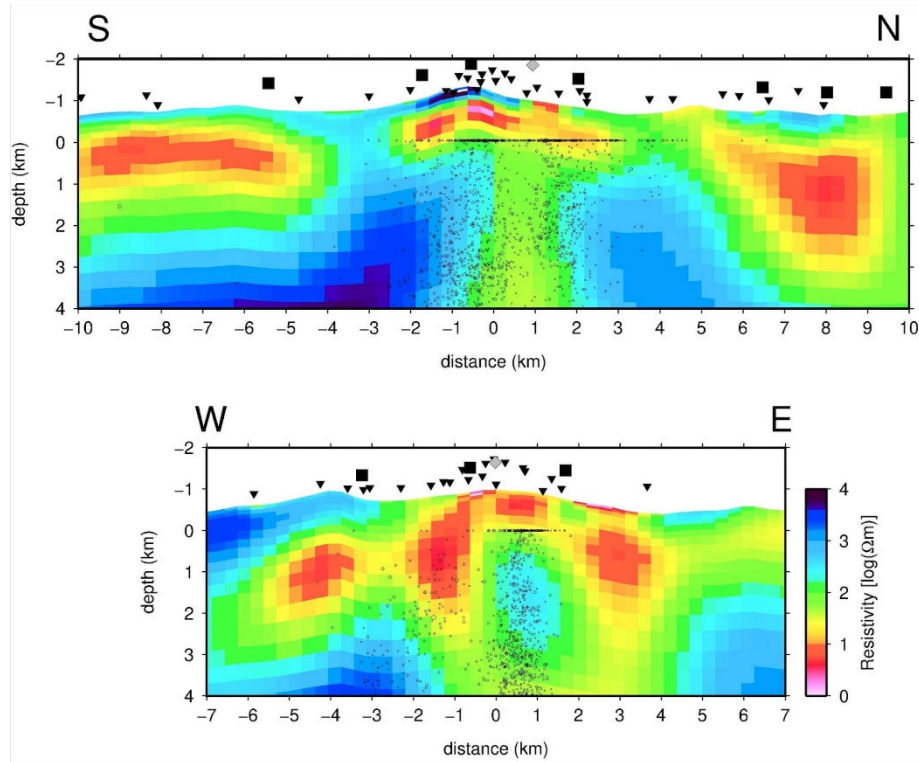 S N
−2
−1
0
1
2
3
4
depth (km)
−10 −9 −8 −7 −6 −5 −4 −3 −2 −1 0 1 2 3 4 5 6 7 8 9 10
distance (km)
W E
−2
−1
0
1
2
3
4
depth (km)
−7 −6 −5 −4 −3 −2 −1 0 1 2 3 4 5 6 7
distance (km)
4
3
2
1
0
Resistivity [log(Ωm)]